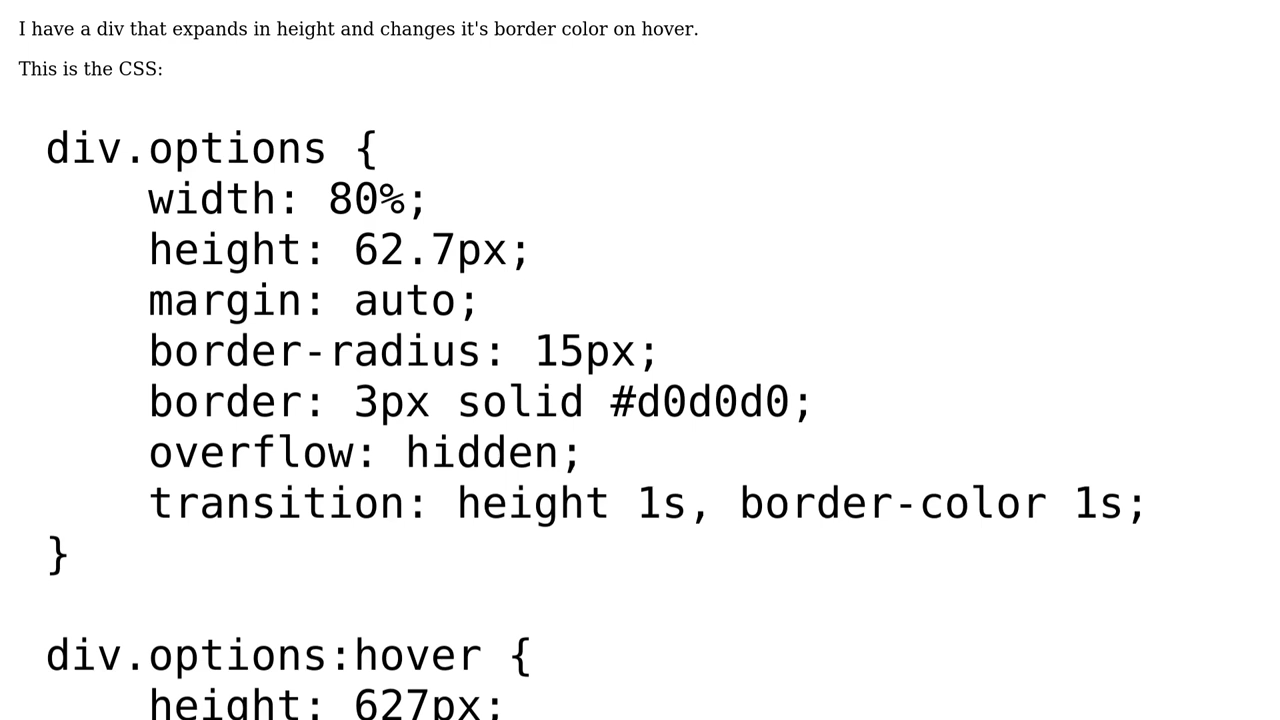 I have a div that expands in height and changes it's border color on hover.
This is the CSS:
div.options {
    width: 80%;
    height: 62.7px;
    margin: auto;
    border-radius: 15px;
    border: 3px solid #d0d0d0;
    overflow: hidden;
    transition: height 1s, border-color 1s;
}
div.options:hover {
    height: 627px;